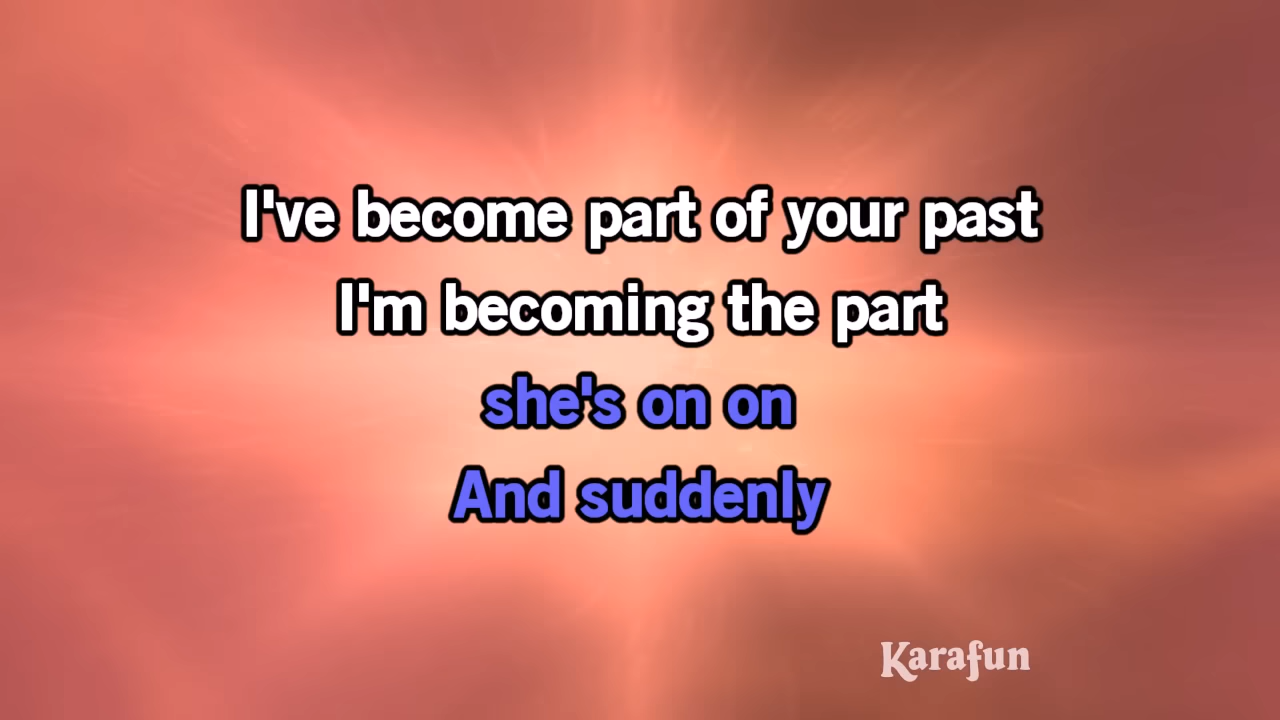 I've become part of your past
I'm becoming the part
she's on on
And suddenly
Karafun